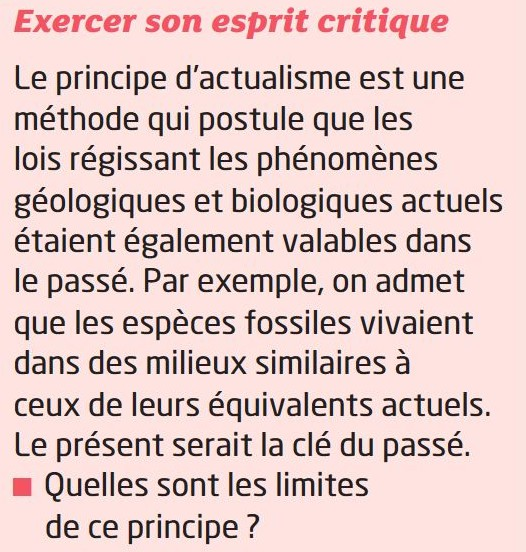 Exercer son esprit critique
Le principe d'actualisme est une
méthode qui postule que les
lois régissant les phénomènes
géologiques et biologiques actuels
étaient également valables dans
le passé. Par exemple, on admet
que les espèces fossiles vivaient
dans des milieux similaires à
ceux de leurs équivalents actuels.
Le présent serait la clé du passé.
■ Quelles sont les limites
de ce principe ?